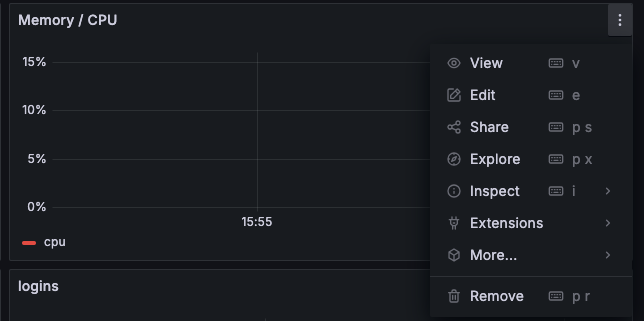 Memory / CPU
15%
10%
5%
0%
15:55
cpu
logins
View v
Edit e
Share p s
Explore p x
Inspect i
Extensions
More...
Remove p r